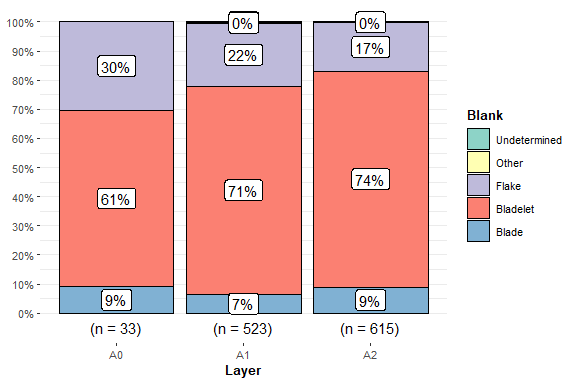 100%
90%
80%
70%
60%
50%
40%
30%
20%
10%
0%
0%
0%
30%
22%
17%
61%
71%
74%
9%
7%
9%
(n = 33)
(n = 523)
(n = 615)
A0
A1
A2
Layer
Blank
Undetermined
Other
Flake
Bladelet
Blade